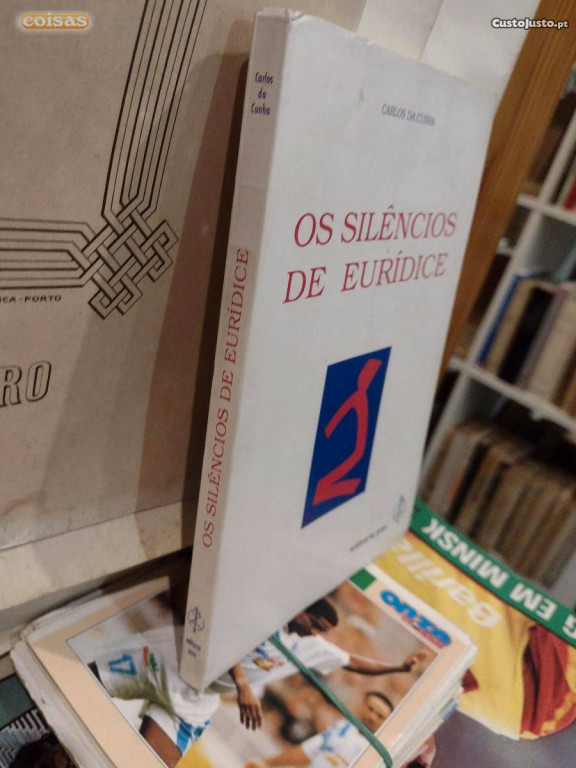 coisas
CustoJusto.pt
Carlos
da
Cunha
OS SILÊNCIOS DE EURÍDICE
CARLOS DA CUNHA
OS SILÊNCIOS
DE EURÍDICE
ICA-PORTO
RO
EM MINSK
Barilla